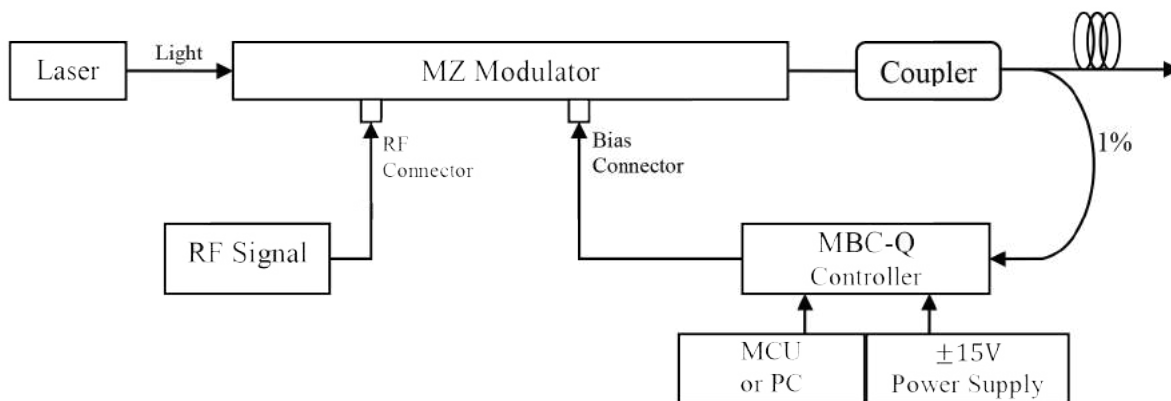 Laser
Light
MZ Modulator
Coupler
1%
RF
Connector
Bias
Connector
RF Signal
MBC-Q
Controller
MCU
or PC
±15V
Power Supply